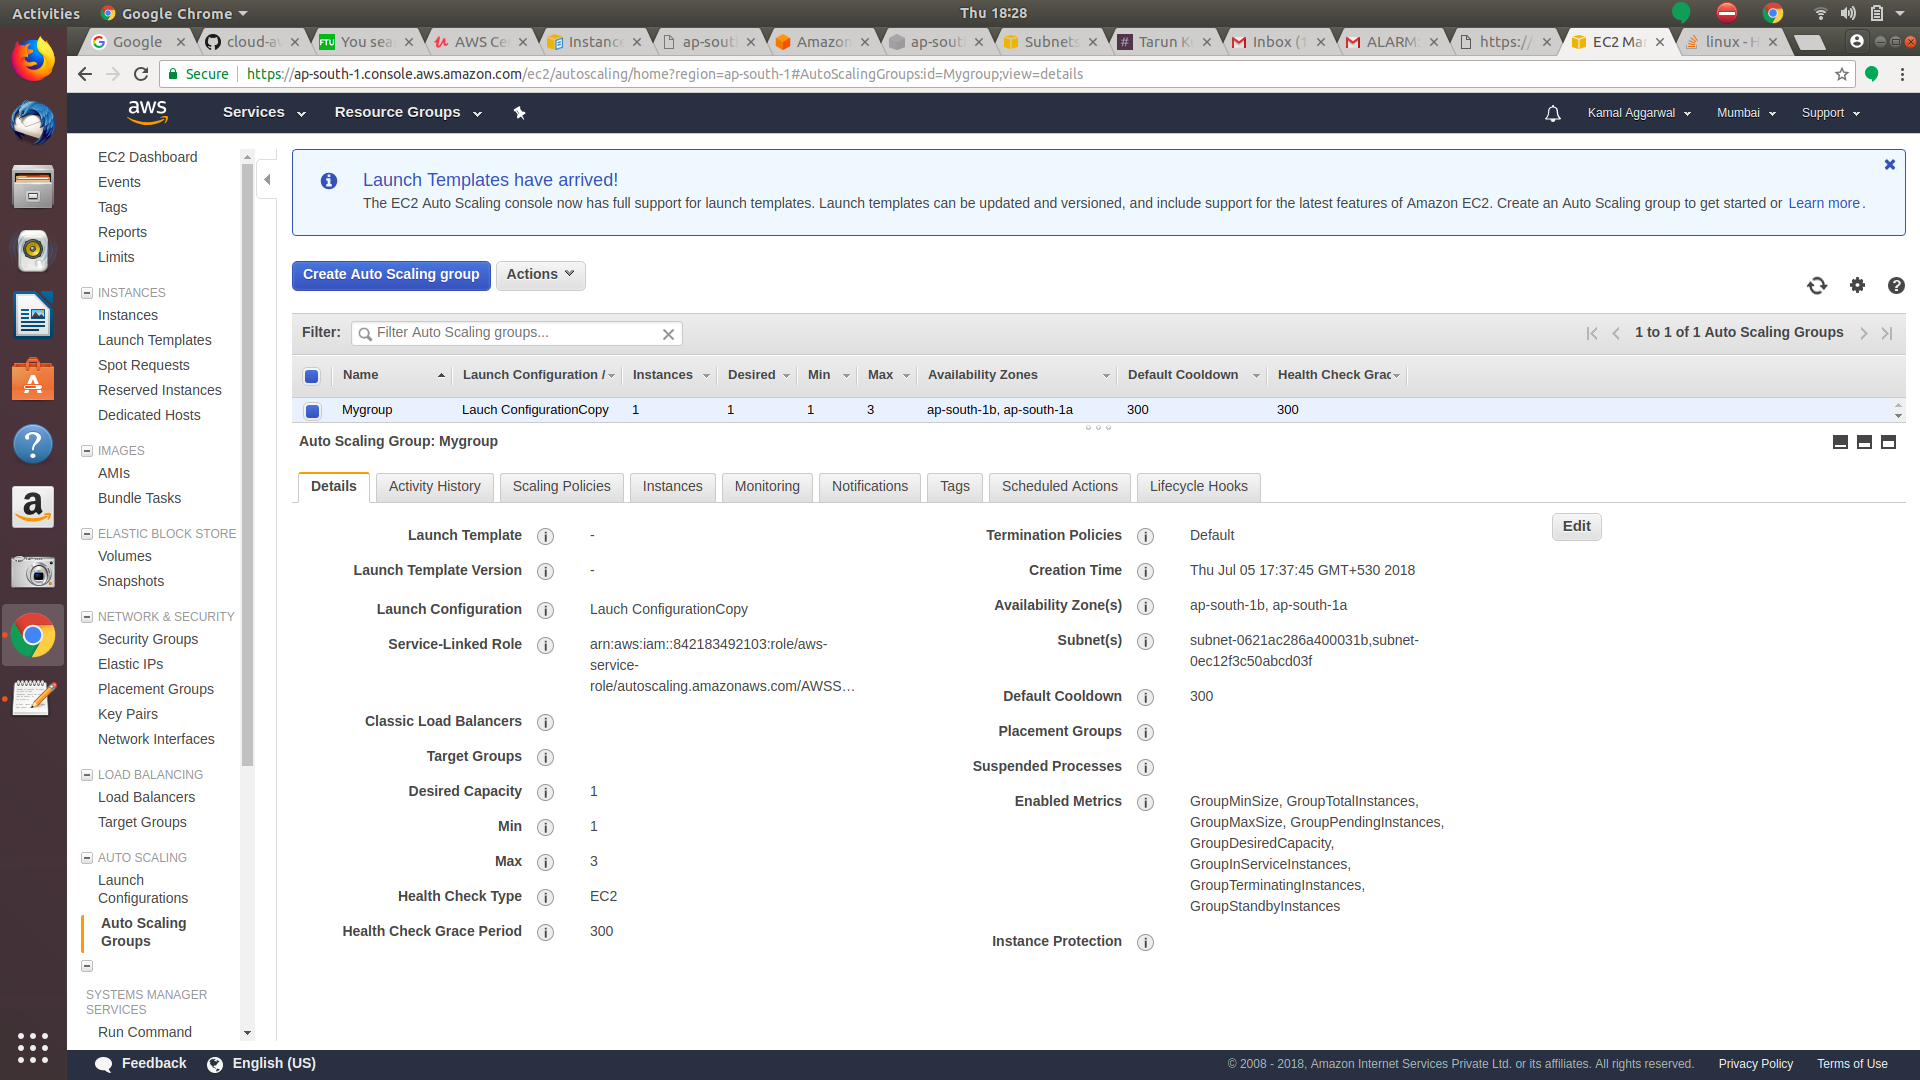 Activities
Google Chrome
Thu 18:28
Google
cloud-a
FTU
You sea
AWS Ce
Instanc
ap-sout
Amazon
ap-sout
Subnets
Tarun K
Inbox (1
ALARM:
https://
EC2 Ma
linux - H
Secure
https://ap-south-1.console.aws.amazon.com/ec2/autoscaling/home?region=ap-south-1#AutoScalingGroups:id=Mygroup;view=details
aws
Services
Resource Groups
Kamal Aggarwal
Mumbai
Support
EC2 Dashboard
Events
Tags
Reports
Limits
INSTANCES
Instances
Launch Templates
Spot Requests
Reserved Instances
Dedicated Hosts
IMAGES
AMIs
Bundle Tasks
ELASTIC BLOCK STORE
Volumes
Snapshots
NETWORK & SECURITY
Security Groups
Elastic IPs
Placement Groups
Key Pairs
Network Interfaces
LOAD BALANCING
Load Balancers
Target Groups
AUTO SCALING
Launch
Configurations
Auto Scaling
Groups
SYSTEMS MANAGER
SERVICES
Run Command
Launch Templates have arrived!
The EC2 Auto Scaling console now has full support for launch templates. Launch templates can be updated and versioned, and include support for the latest features of Amazon EC2. Create an Auto Scaling group to get started or Learn more.
Create Auto Scaling group
Actions
Filter:
Filter Auto Scaling groups...
1 to 1 of 1 Auto Scaling Groups
Name
Launch Configuration /
Instances
Desired
Min
Max
Availability Zones
Default Cooldown
Health Check Grac
Mygroup
Lauch ConfigurationCopy
1
1
1
3
ap-south-1b, ap-south-1a
300
300
Auto Scaling Group: Mygroup
Details
Activity History
Scaling Policies
Instances
Monitoring
Notifications
Tags
Scheduled Actions
Lifecycle Hooks
Edit
Launch Template
-
Launch Template Version
-
Launch Configuration
Lauch ConfigurationCopy
Service-Linked Role
arn:aws:iam::842183492103:role/aws-
service-
role/autoscaling.amazonaws.com/AWSS…
Classic Load Balancers
Target Groups
Desired Capacity
1
Min
1
Max
3
Health Check Type
EC2
Health Check Grace Period
300
Termination Policies
Default
Creation Time
Thu Jul 05 17:37:45 GMT+530 2018
Availability Zone(s)
ap-south-1b, ap-south-1a
Subnet(s)
subnet-0621ac286a400031b,subnet-
0ec12f3c50abcd03f
Default Cooldown
300
Placement Groups
Suspended Processes
Enabled Metrics
GroupMinSize, GroupTotalInstances,
GroupMaxSize, GroupPendingInstances,
GroupDesiredCapacity,
GroupInServiceInstances,
GroupTerminatingInstances,
GroupStandbyInstances
Instance Protection
Feedback
English (US)
© 2008 - 2018, Amazon Internet Services Private Ltd. or its affiliates. All rights reserved.
Privacy Policy
Terms of Use